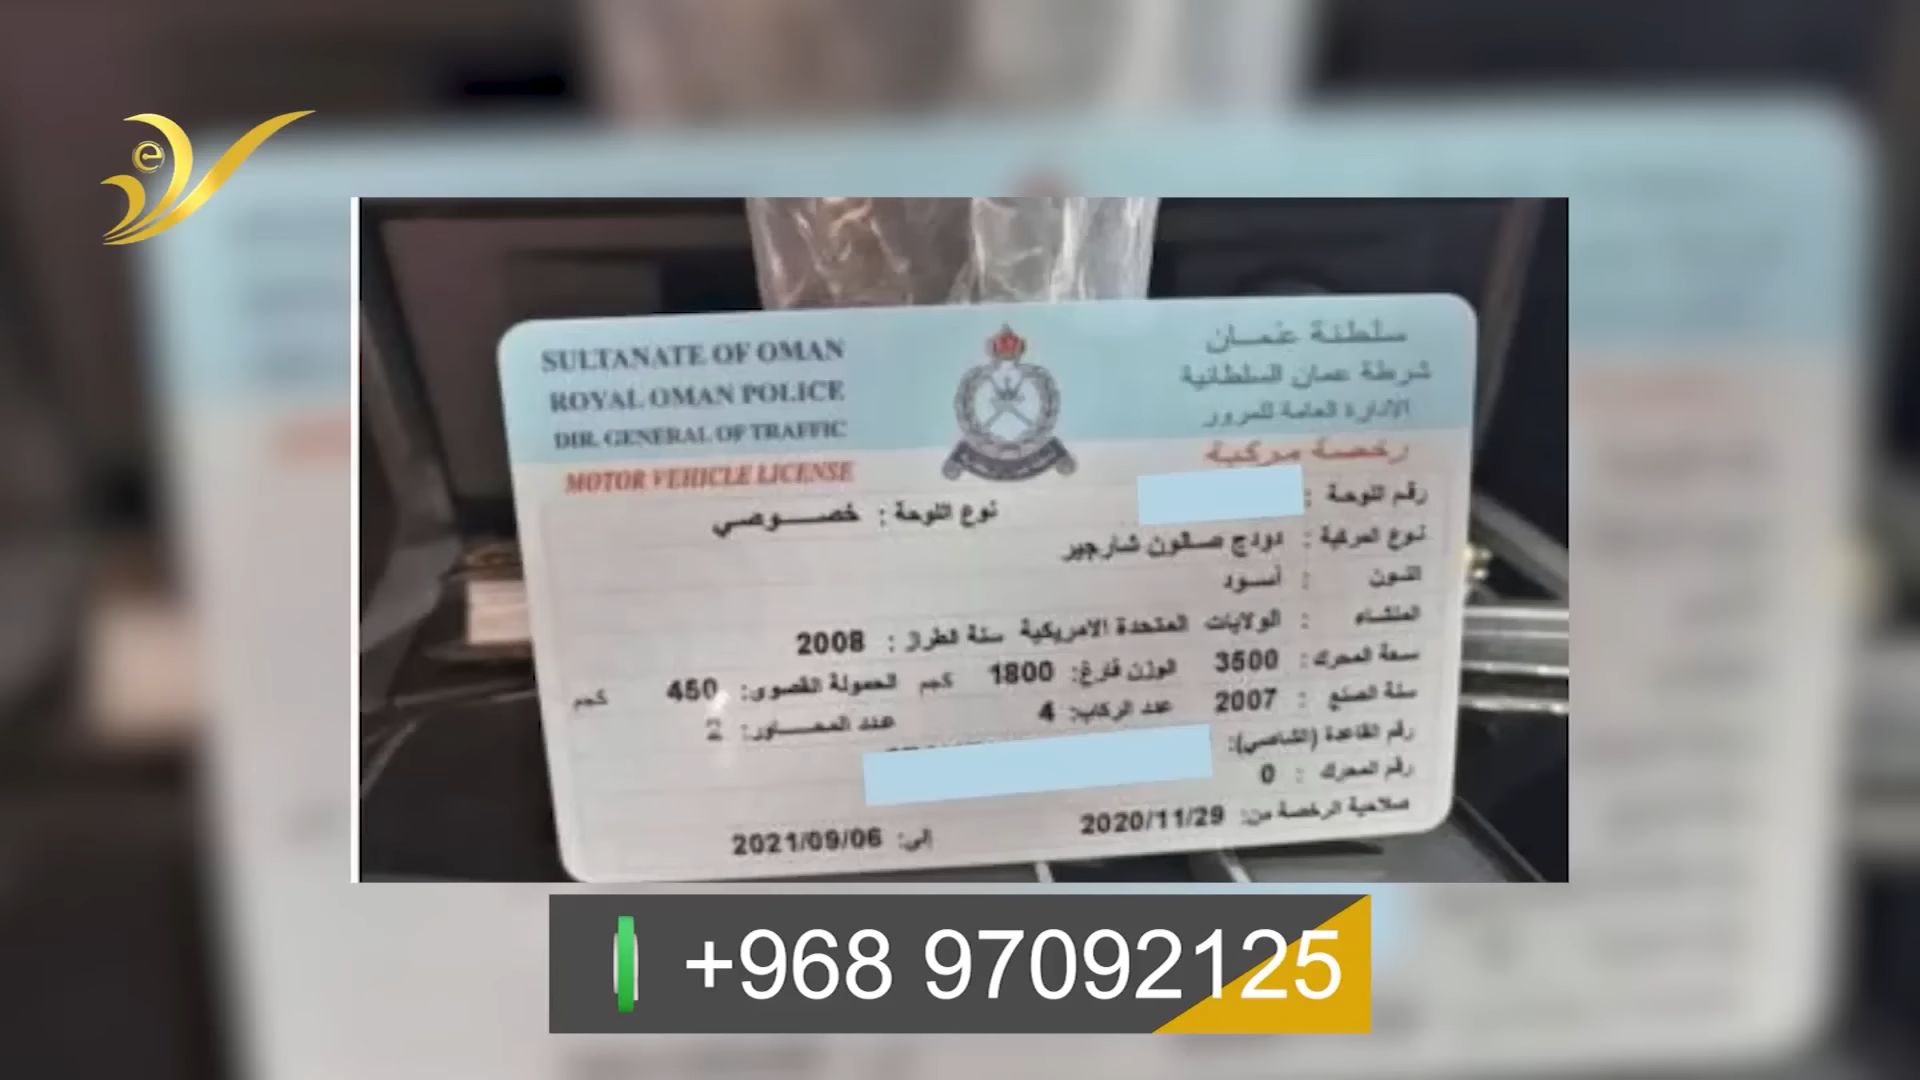 SULTANATE OF OMAN
ROYAL OMAN POLICE
DIR. GENERAL OF TRAFFIC
MOTOR VEHICLE LICENSE
سلطنة عمان
شرطة عمان السلطانية
الادارة العامة للمرور
رخصة مركبة
رقم اللوحة : نوع اللوحة : خصوصي
نوع المركبة : دودج صالون شارجير
اللون : أسود
المنشاء : الولايات المتحدة الامريكية سنة الطراز : 2008
سعة المحرك : 3500 الوزن فارغ: 1800 كجم الحمولة القصوى: 450 كجم
سنة الصنع : 2007 عدد الركاب: 4 عدد المحاور: 2
رقم القاعدة (الشاصي):
رقم المحرك : 0
صلاحية الرخصة من: 2020/11/29 إلى: 2021/09/06
+968 97092125
e